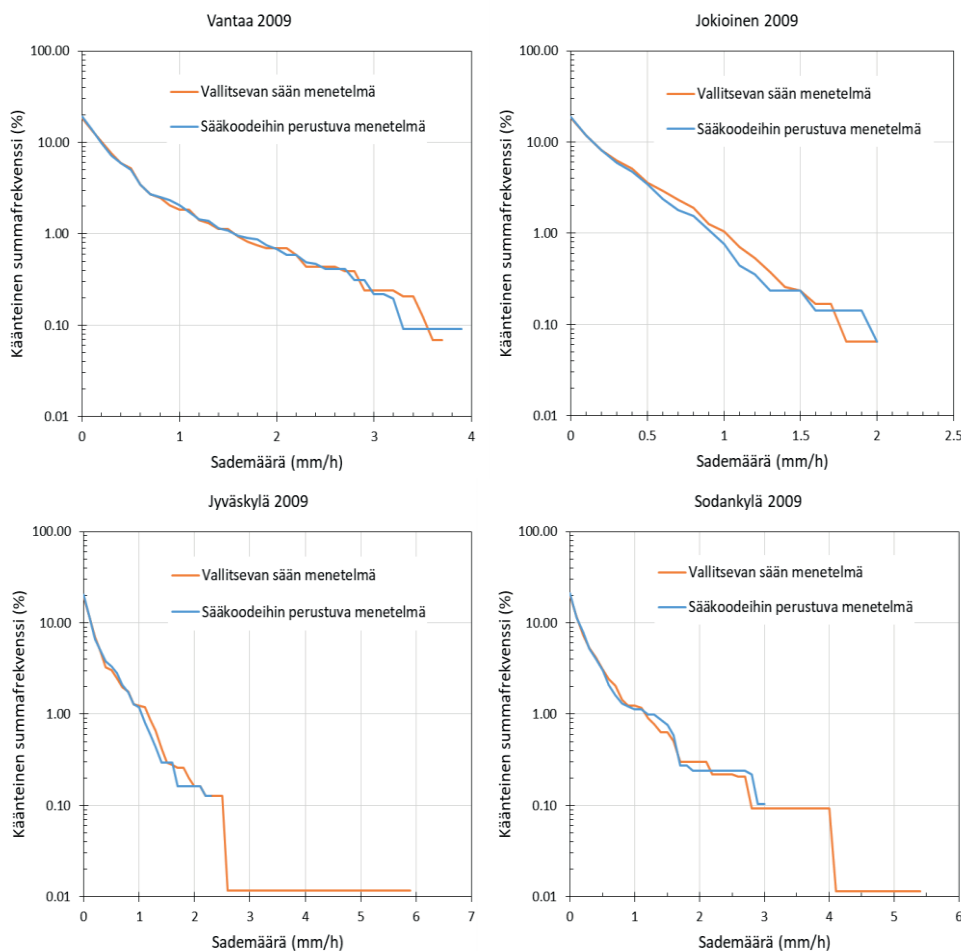 Vantaa 2009
Käänteinen summafrekvenssi (%)
100.00
10.00
1.00
0.10
0.01
Vallitsevan sään menetelmä
Sääkoodeihin perustuva menetelmä
0 1 2 3 4
Sademäärä (mm/h)
Jokioinen 2009
Käänteinen summafrekvenssi (%)
100.00
10.00
1.00
0.10
0.01
Vallitsevan sään menetelmä
Sääkoodeihin perustuva menetelmä
0 0.5 1 1.5 2 2.5
Sademäärä (mm/h)
Jyväskylä 2009
Käänteinen summafrekvenssi (%)
100.00
10.00
1.00
0.10
0.01
Vallitsevan sään menetelmä
Sääkoodeihin perustuva menetelmä
0 1 2 3 4 5 6 7
Sademäärä (mm/h)
Sodankylä 2009
Käänteinen summafrekvenssi (%)
100.00
10.00
1.00
0.10
0.01
Vallitsevan sään menetelmä
Sääkoodeihin perustuva menetelmä
0 1 2 3 4 5 6
Sademäärä (mm/h)